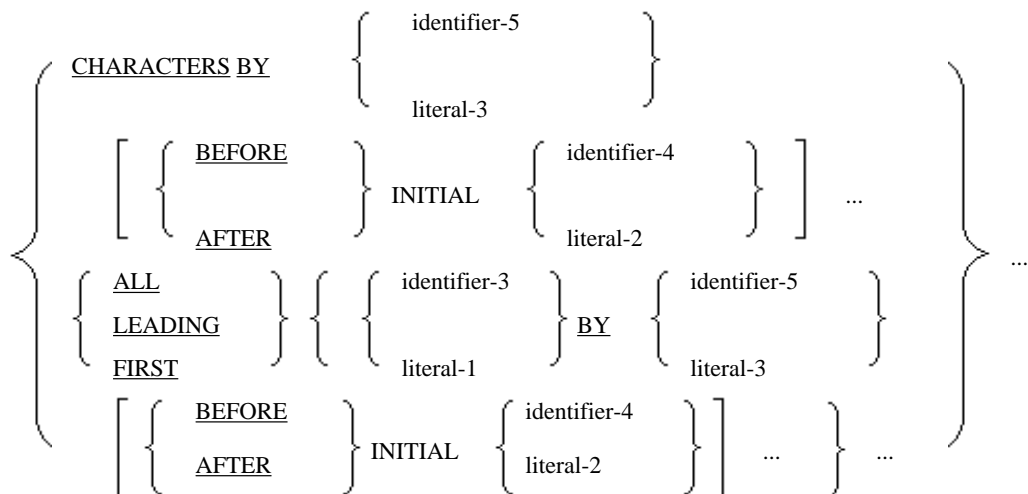 identifier-5
CHARACTERS BY
literal-3
BEFORE identifier-4
INITIAL ...
AFTER literal-2
...
ALL identifier-3 identifier-5
LEADING BY
FIRST literal-1 literal-3
BEFORE identifier-4
INITIAL ... ...
AFTER literal-2